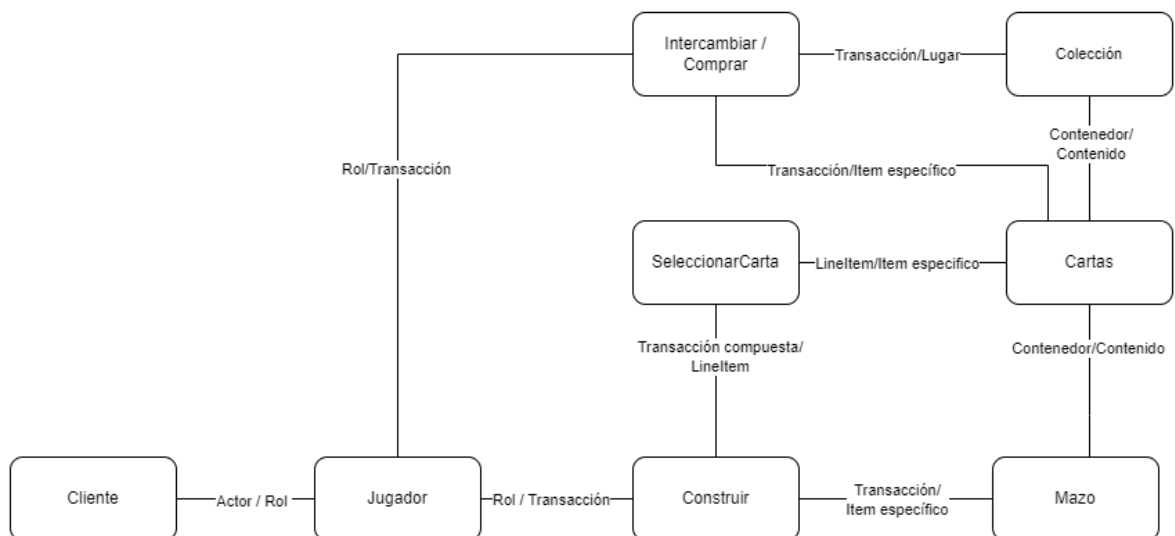 Intercambiar /
Comprar
Transacción/Lugar
Colección
Contenedor/
Contenido
Rol/Transacción
Transacción/Item específico
SeleccionarCarta
LineItem/Item especifico
Cartas
Transacción compuesta/
LineItem
Contenedor/Contenido
Cliente
Actor / Rol
Jugador
Rol / Transacción
Construir
Transacción/
Item específico
Mazo